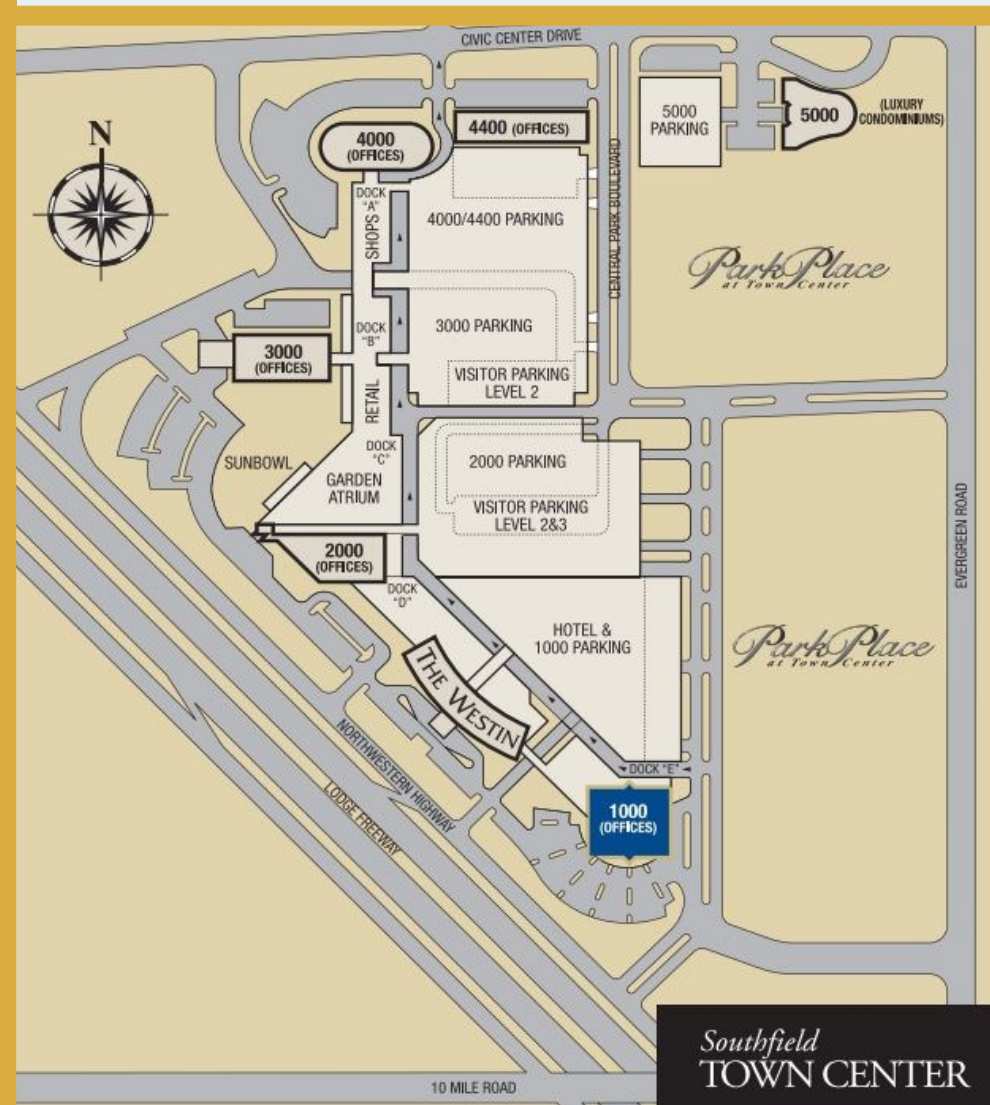 CIVIC CENTER DRIVE
N
4000
(OFFICES)
4400 (OFFICES)
5000
PARKING
5000
(LUXURY
CONDOMINIUMS)
DOCK
"A"
SHOPS
4000/4400 PARKING
CENTRAL PARK BOULEVARD
Park Place
at Town Center
3000
(OFFICES)
DOCK
"B"
3000 PARKING
VISITOR PARKING
LEVEL 2
RETAIL
DOCK
"C"
SUNBOWL
GARDEN
ATRIUM
2000 PARKING
VISITOR PARKING
LEVEL 2&3
2000
(OFFICES)
DOCK
"D"
EVERGREEN ROAD
HOTEL &
1000 PARKING
Park Place
at Town Center
THE WESTIN
NORTHWESTERN HIGHWAY
LODGE FREEWAY
DOCK "E"
1000
(OFFICES)
Southfield
TOWN CENTER
10 MILE ROAD